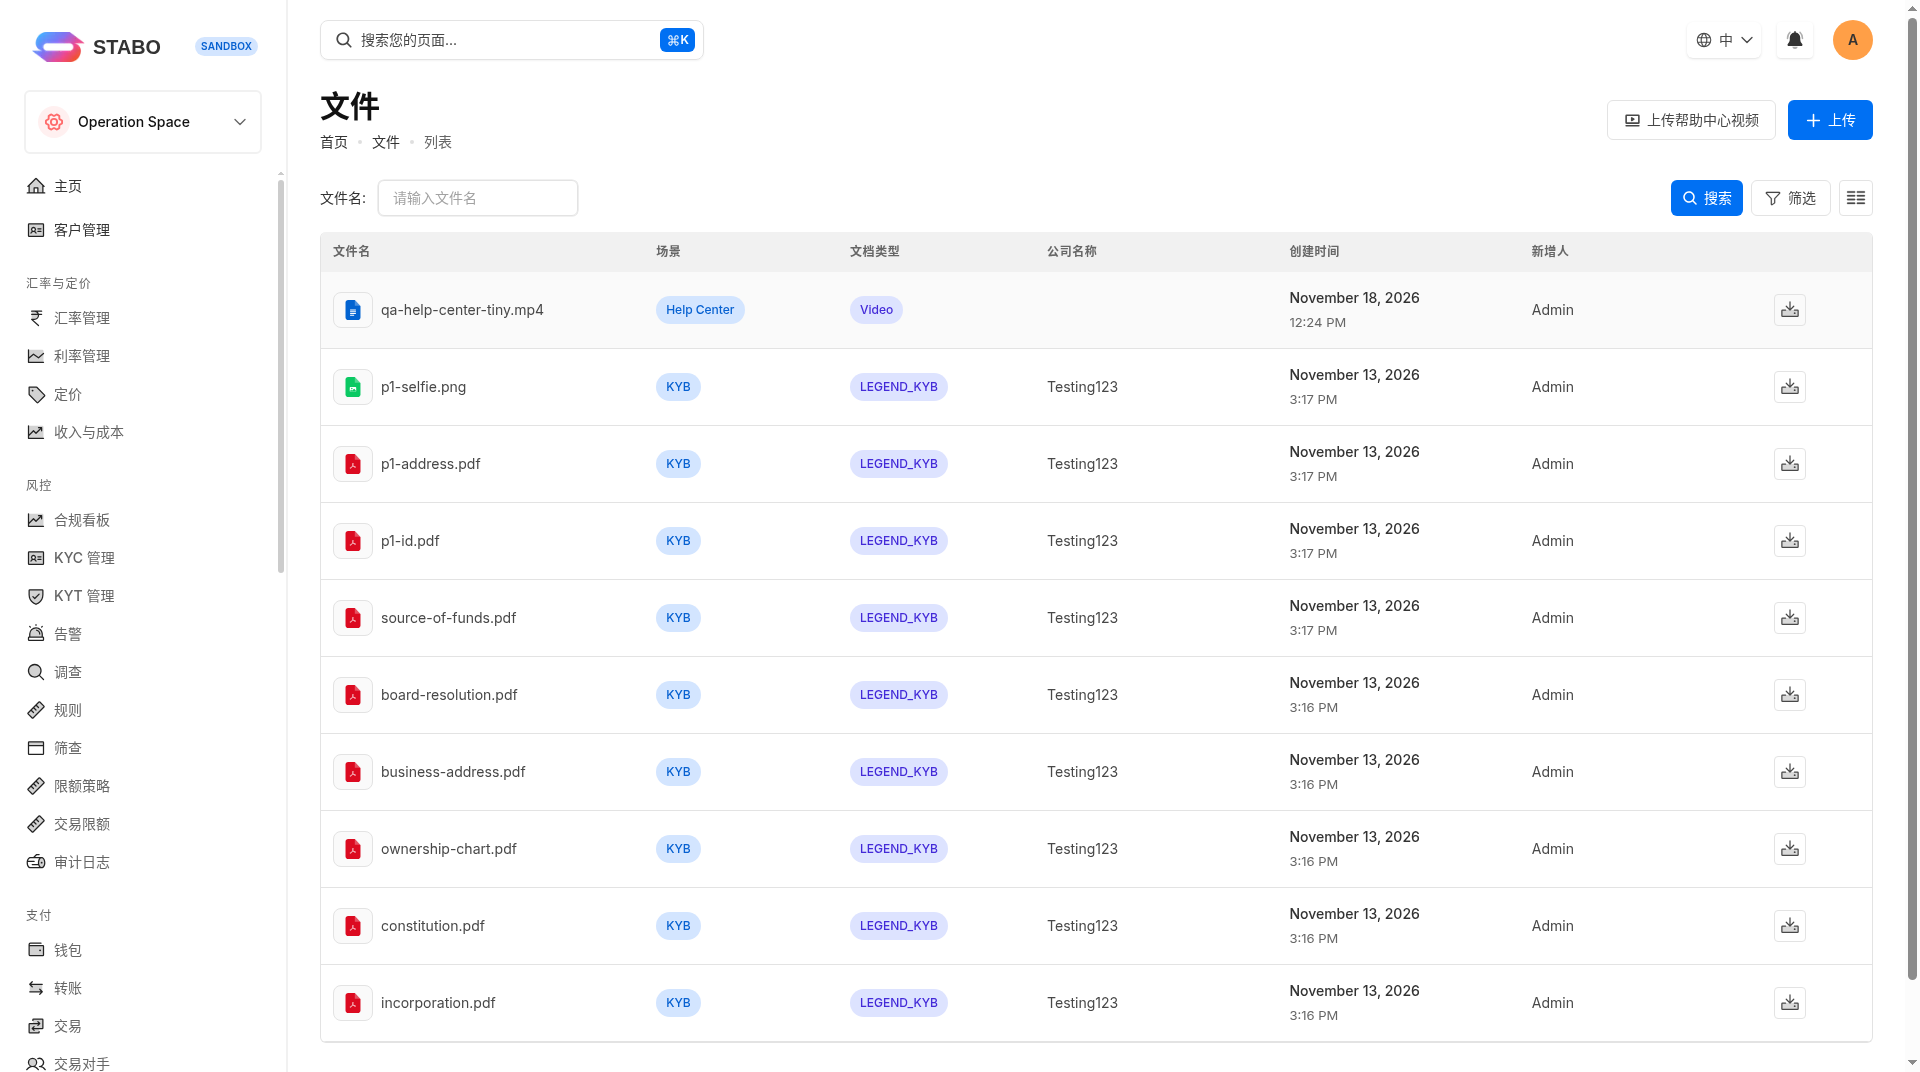 STABO
SANDBOX
Operation Space
主页
客户管理
汇率与定价
汇率管理
利率管理
定价
收入与成本
风控
合规看板
KYC 管理
KYT 管理
告警
调查
规则
筛查
限额策略
交易限额
审计日志
支付
钱包
转账
交易
交易对手
搜索您的页面...
⌘K
中
A
文件
首页 • 文件 • 列表
上传帮助中心视频
上传
文件名:
请输入文件名
搜索
筛选
文件名 场景 文档类型 公司名称 创建时间 新增人
qa-help-center-tiny.mp4 Help Center Video November 18, 2026 Admin
12:24 PM
p1-selfie.png KYB LEGEND_KYB Testing123 November 13, 2026 Admin
3:17 PM
p1-address.pdf KYB LEGEND_KYB Testing123 November 13, 2026 Admin
3:17 PM
p1-id.pdf KYB LEGEND_KYB Testing123 November 13, 2026 Admin
3:17 PM
source-of-funds.pdf KYB LEGEND_KYB Testing123 November 13, 2026 Admin
3:17 PM
board-resolution.pdf KYB LEGEND_KYB Testing123 November 13, 2026 Admin
3:16 PM
business-address.pdf KYB LEGEND_KYB Testing123 November 13, 2026 Admin
3:16 PM
ownership-chart.pdf KYB LEGEND_KYB Testing123 November 13, 2026 Admin
3:16 PM
constitution.pdf KYB LEGEND_KYB Testing123 November 13, 2026 Admin
3:16 PM
incorporation.pdf KYB LEGEND_KYB Testing123 November 13, 2026 Admin
3:16 PM